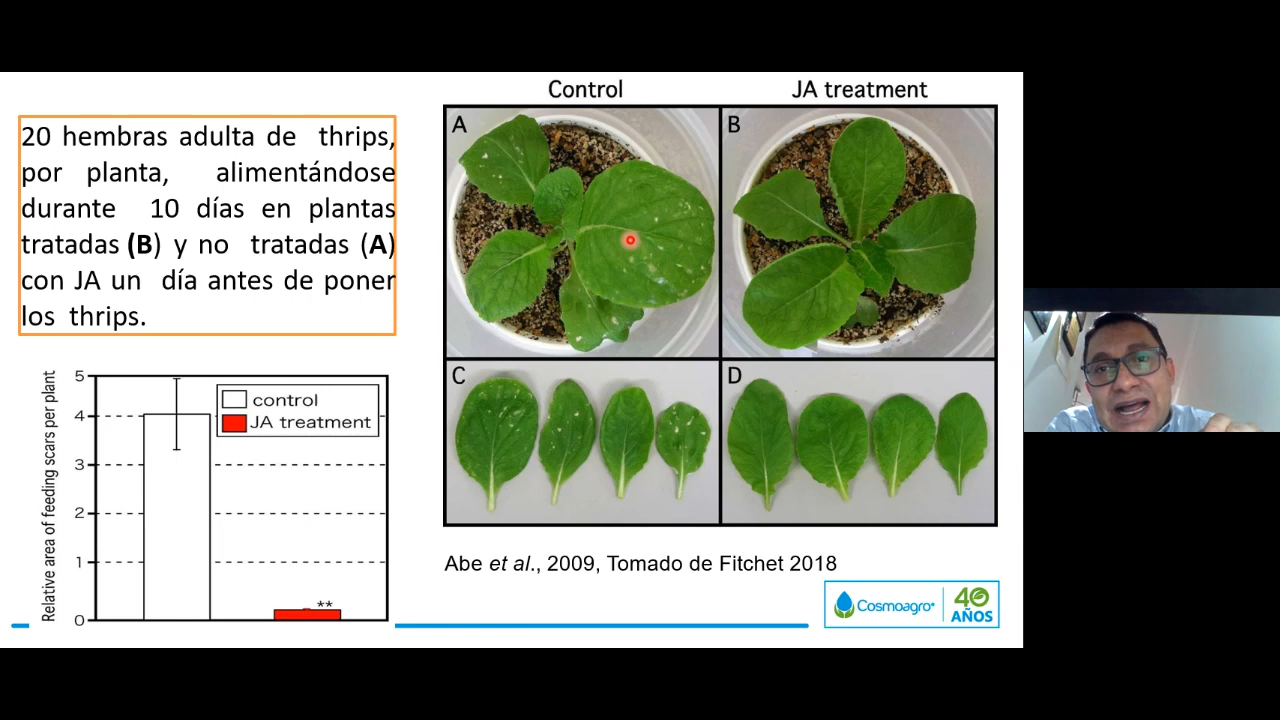 20 hembras adulta de thrips,
por planta, alimentándose
durante 10 días en plantas
tratadas (B) y no tratadas (A)
con JA un día antes de poner
los thrips.
Control
JA treatment
A
B
C
D
Relative area of feeding scars per plant
5
4
3
2
1
0
control
JA treatment
**
Abe et al., 2009, Tomado de Fitchet 2018
Cosmoagro
40
AÑOS